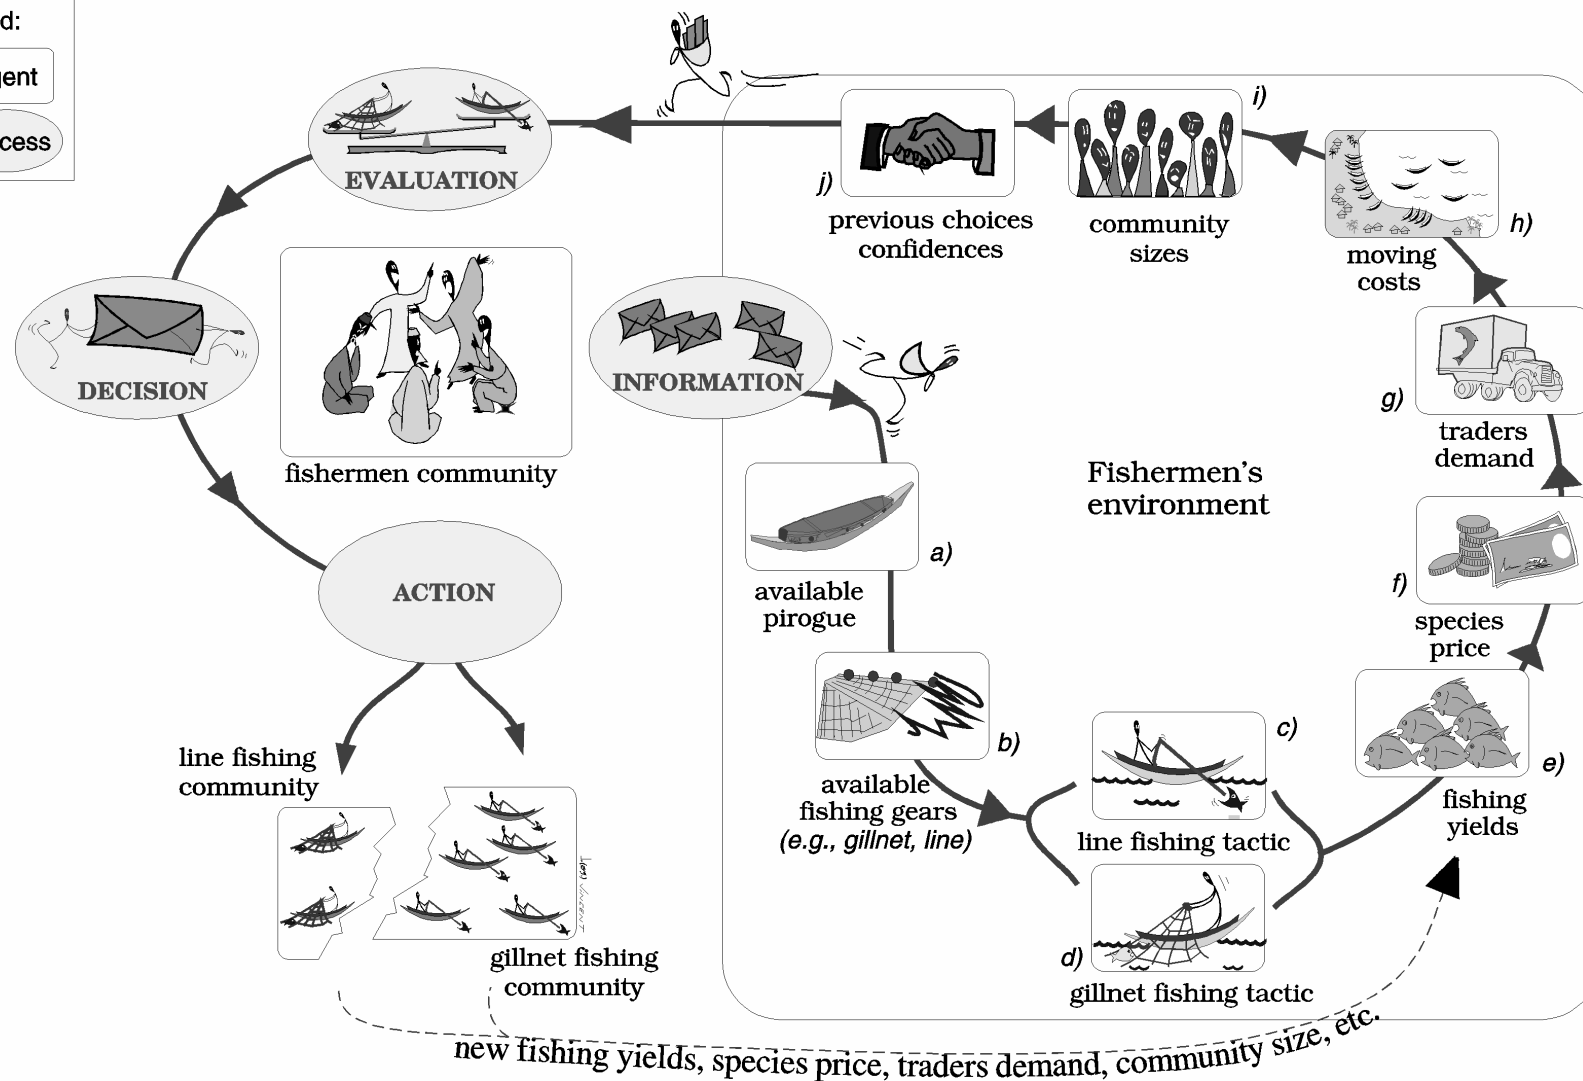 d:
gent
cess
EVALUATION
j)
previous choices
confidences
i)
community
sizes
h)
moving
costs
DECISION
fishermen community
INFORMATION
g)
traders
demand
Fishermen's
environment
a)
available
pirogue
f)
species
price
ACTION
b)
available
fishing gears
(e.g., gillnet, line)
c)
line fishing tactic
d)
gillnet fishing tactic
e)
fishing
yields
line fishing
community
gillnet fishing
community
new fishing yields, species price, traders demand, community size, etc.